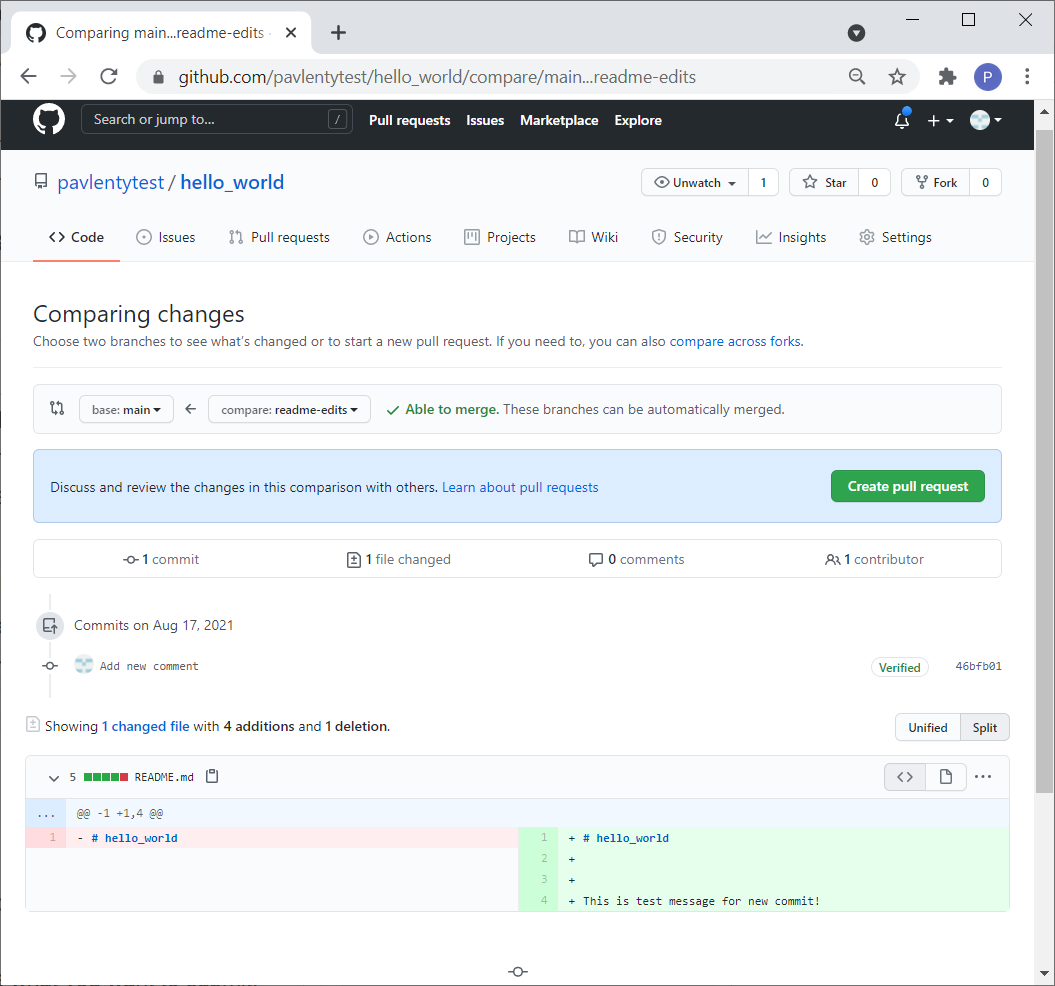 Comparing main...readme-edits ·
github.com/pavlentytest/hello_world/compare/main...readme-edits
P
Search or jump to... / Pull requests Issues Marketplace Explore
pavlentytest / hello_world
Unwatch 1 Star 0 Fork 0
Code Issues Pull requests Actions Projects Wiki Security Insights Settings
Comparing changes
Choose two branches to see what's changed or to start a new pull request. If you need to, you can also compare across forks.
base: main compare: readme-edits Able to merge. These branches can be automatically merged.
Discuss and review the changes in this comparison with others. Learn about pull requests Create pull request
1 commit 1 file changed 0 comments 1 contributor
Commits on Aug 17, 2021
Add new comment Verified 46bfb01
Showing 1 changed file with 4 additions and 1 deletion. Unified Split
5 README.md
... @@ -1 +1,4 @@
1 - # hello_world 1 + # hello_world
2 +
3 +
4 + This is test message for new commit!